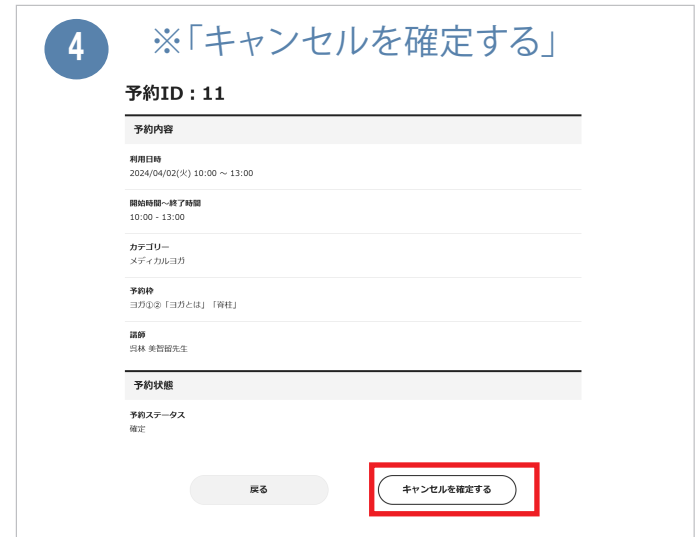 4
※「キャンセルを確定する」
予約ID：11
予約内容
利用日時
2024/04/02(火) 10:00 ～ 13:00
開始時間～終了時間
10:00 - 13:00
カテゴリー
メディカルヨガ
予約枠
ヨガ①②「ヨガとは」「脊柱」
講師
呉林 美智留先生
予約状態
予約ステータス
確定
戻る
キャンセルを確定する